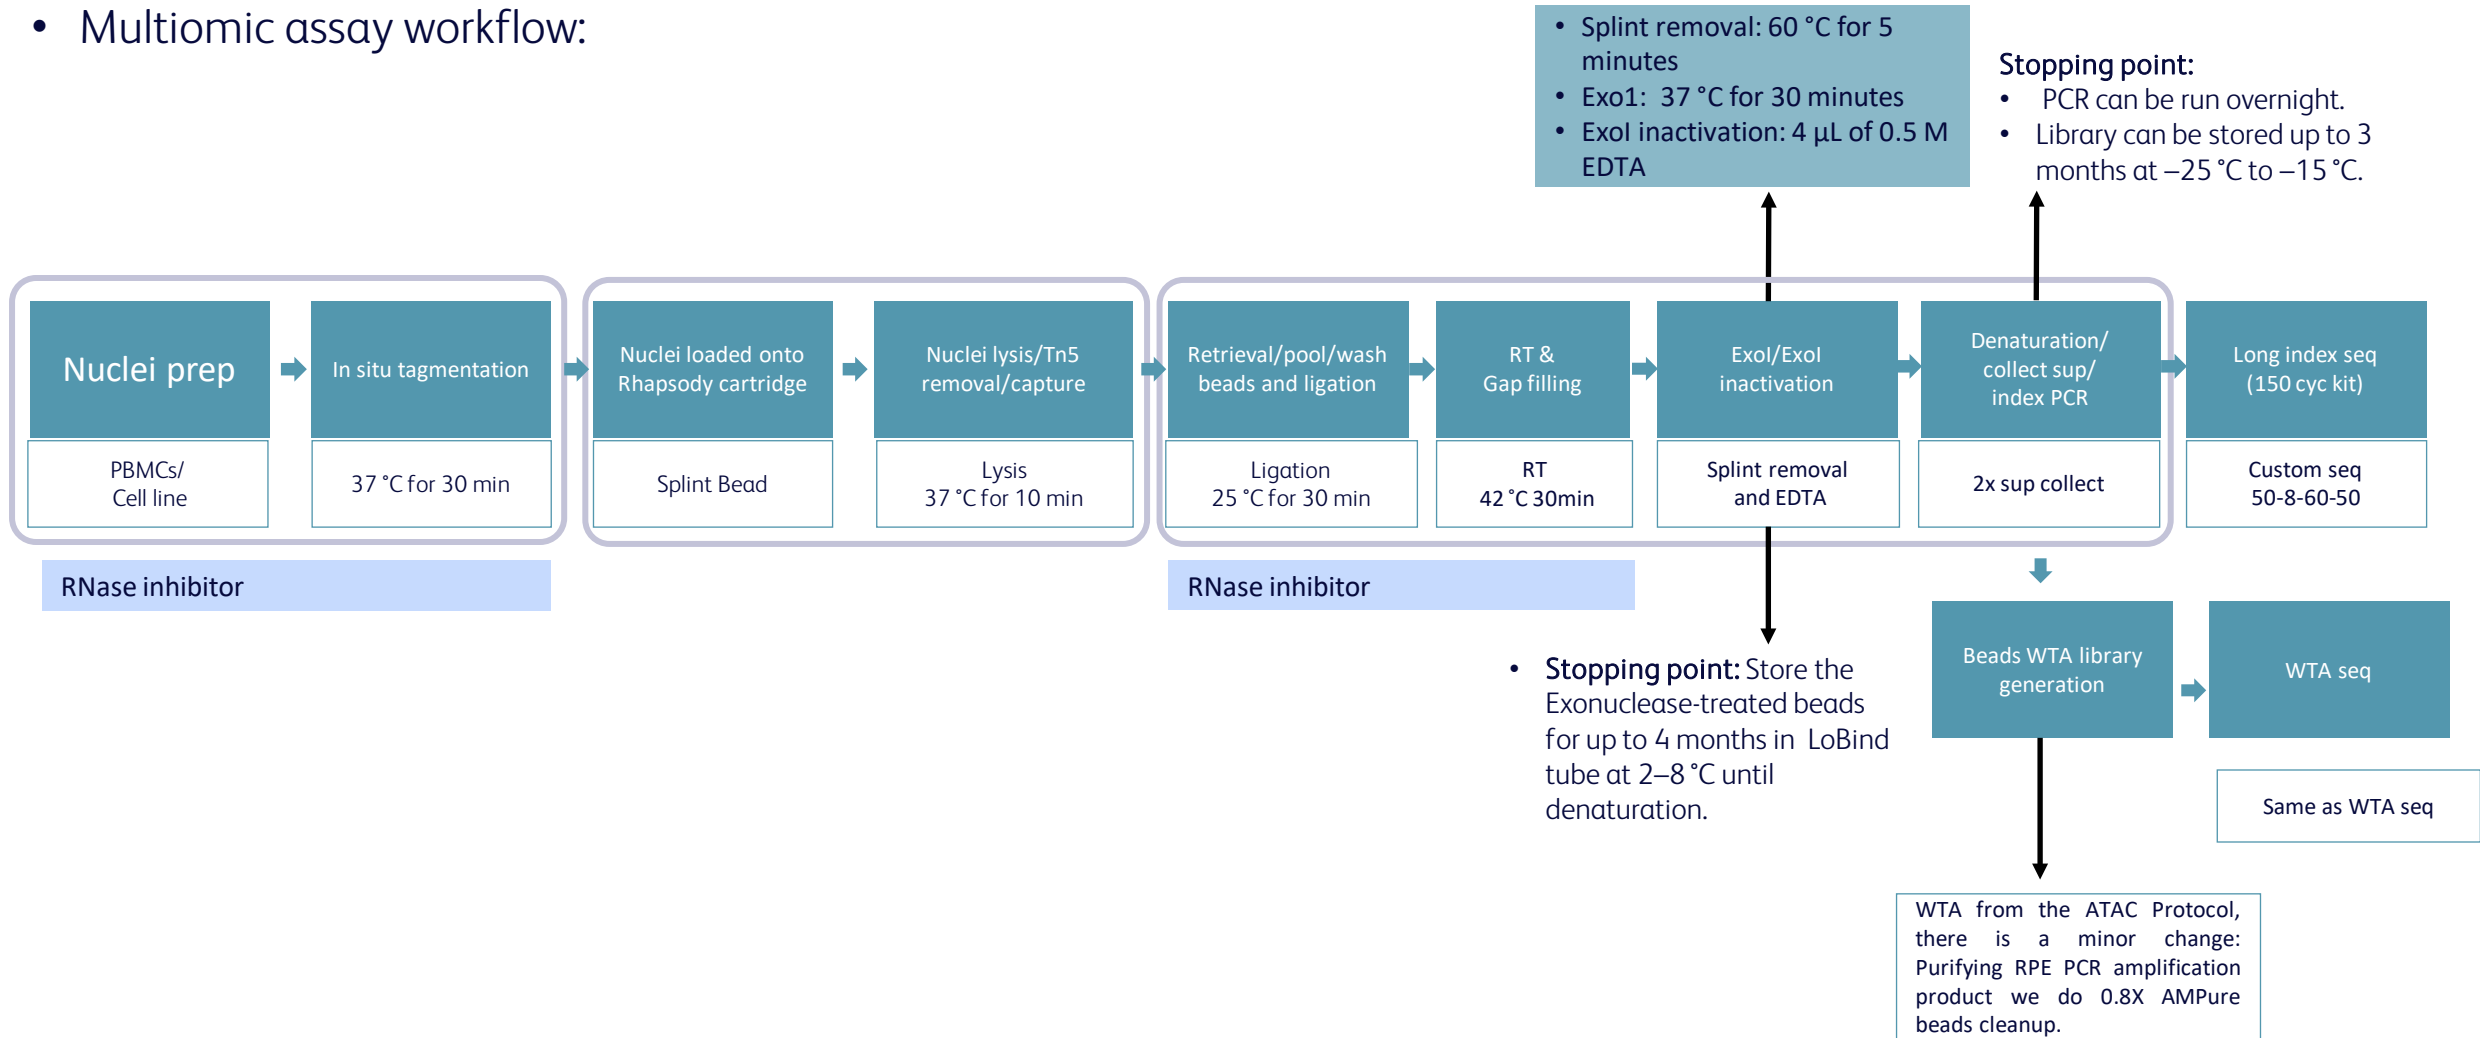 • Multiomic assay workflow:
• Splint removal: 60 °C for 5
minutes
• Exo1: 37 °C for 30 minutes
• ExoI inactivation: 4 µL of 0.5 M
EDTA
Stopping point:
• PCR can be run overnight.
• Library can be stored up to 3
months at –25 °C to –15 °C.
Nuclei prep
PBMCs/
Cell line
In situ tagmentation
37 °C for 30 min
Nuclei loaded onto
Rhapsody cartridge
Splint Bead
Nuclei lysis/Tn5
removal/capture
Lysis
37 °C for 10 min
Retrieval/pool/wash
beads and ligation
Ligation
25 °C for 30 min
RT &
Gap filling
RT
42 °C 30min
ExoI/ExoI
inactivation
Splint removal
and EDTA
Denaturation/
collect sup/
index PCR
2x sup collect
Long index seq
(150 cyc kit)
Custom seq
50-8-60-50
RNase inhibitor
RNase inhibitor
• Stopping point: Store the
Exonuclease-treated beads
for up to 4 months in LoBind
tube at 2–8 °C until
denaturation.
Beads WTA library
generation
WTA seq
Same as WTA seq
WTA from the ATAC Protocol,
there is a minor change:
Purifying RPE PCR amplification
product we do 0.8X AMPure
beads cleanup.